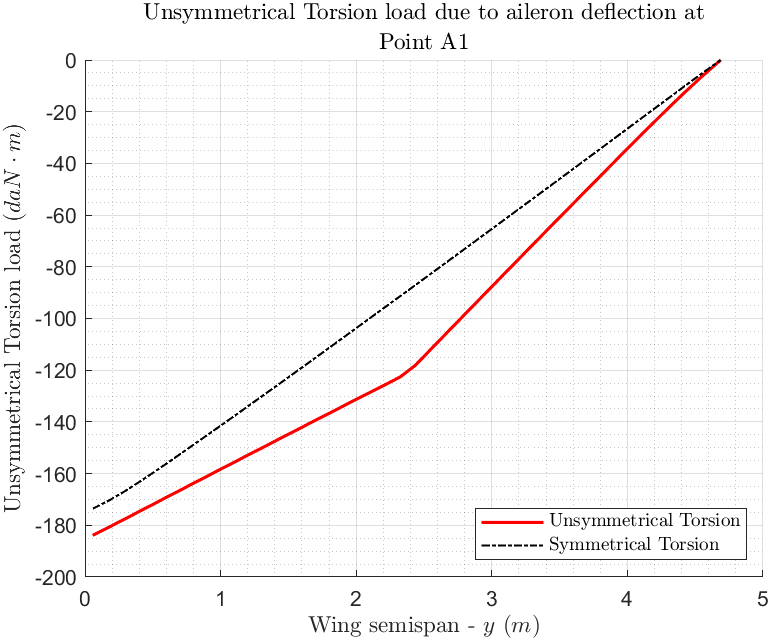 Unsymmetrical Torsion load due to aileron deflection at
Point A1
Unsymmetrical Torsion load (daN · m)
0
-20
-40
-60
-80
-100
-120
-140
-160
-180
-200
Unsymmetrical Torsion
Symmetrical Torsion
0 1 2 3 4 5
Wing semispan - y (m)